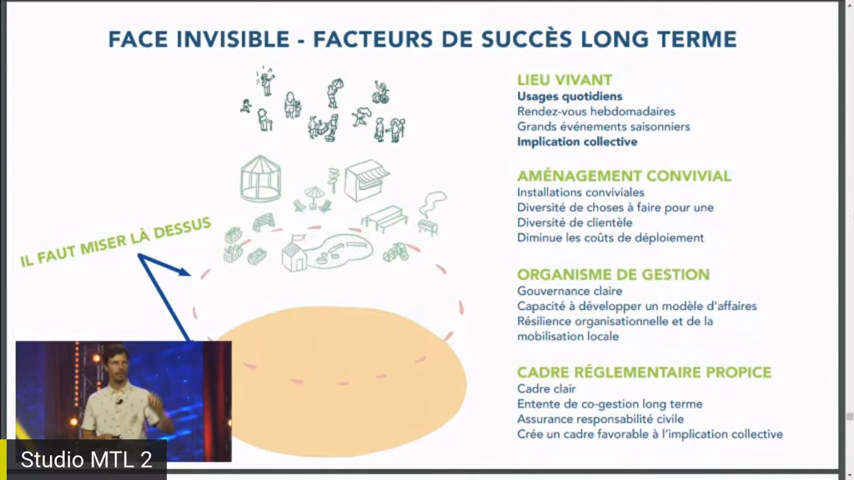 FACE INVISIBLE - FACTEURS DE SUCCÈS LONG TERME
LIEU VIVANT
Usages quotidiens
Rendez-vous hebdomadaires
Grands événements saisonniers
Implication collective
AMÉNAGEMENT CONVIVIAL
Installations conviviales
Diversité de choses à faire pour une
Diversité de clientèle
Diminue les coûts de déploiement
IL FAUT MISER LÀ DESSUS
ORGANISME DE GESTION
Gouvernance claire
Capacité à développer un modèle d'affaires
Résilience organisationnelle et de la
mobilisation locale
CADRE RÉGLEMENTAIRE PROPICE
Cadre clair
Entente de co-gestion long terme
Assurance responsabilité civile
Crée un cadre favorable à l'implication collective
Studio MTL 2